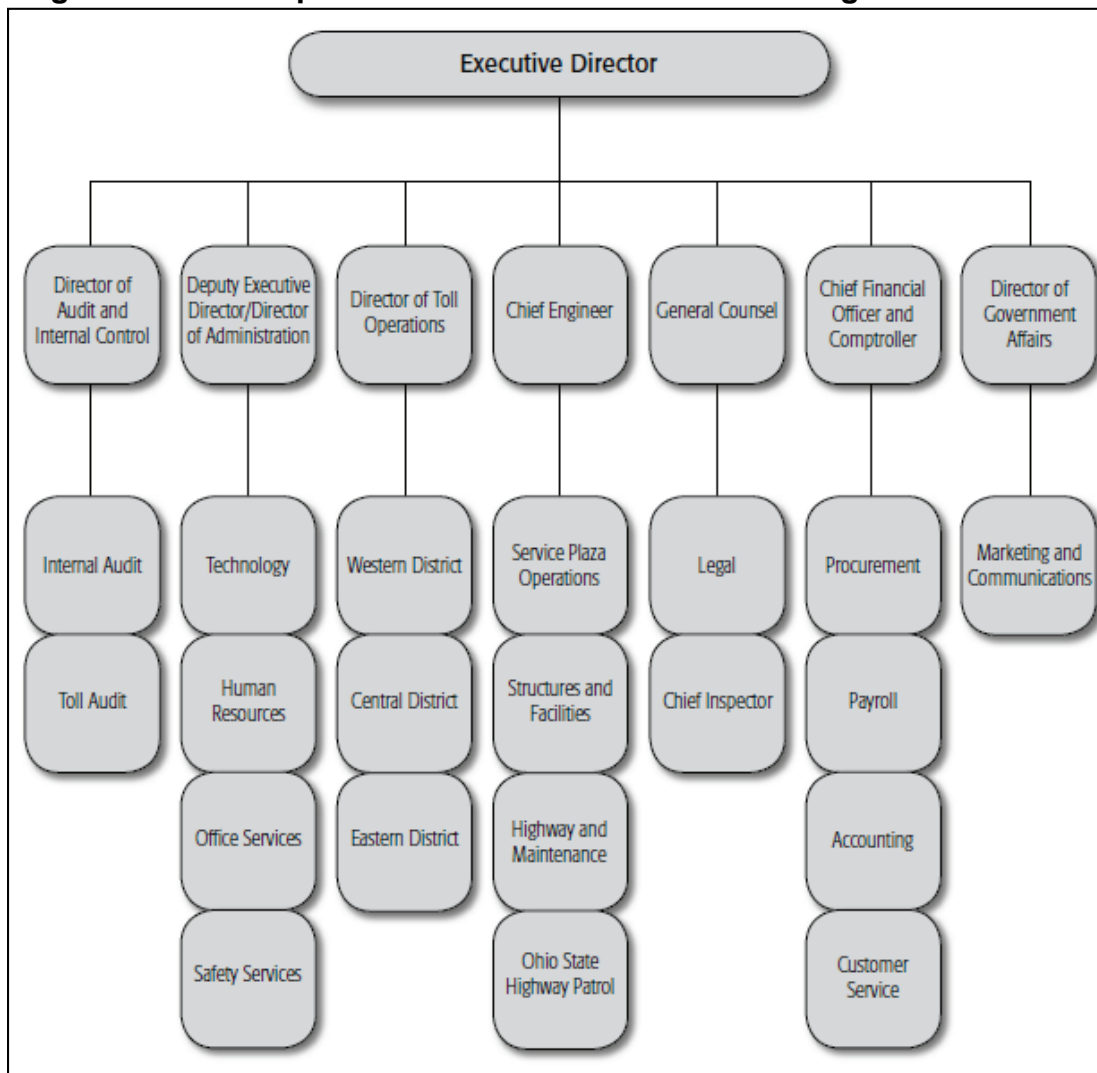 Executive Director
Director of
Audit and
Internal Control
Deputy Executive
Director/Director
of Administration
Director of Toll
Operations
Chief Engineer
General Counsel
Chief Financial
Officer and
Comptroller
Director of
Government
Affairs
Internal Audit
Technology
Western District
Service Plaza
Operations
Legal
Procurement
Marketing and
Communications
Toll Audit
Human
Resources
Central District
Structures and
Facilities
Chief Inspector
Payroll
Office Services
Eastern District
Highway and
Maintenance
Accounting
Safety Services
Ohio State
Highway Patrol
Customer
Service